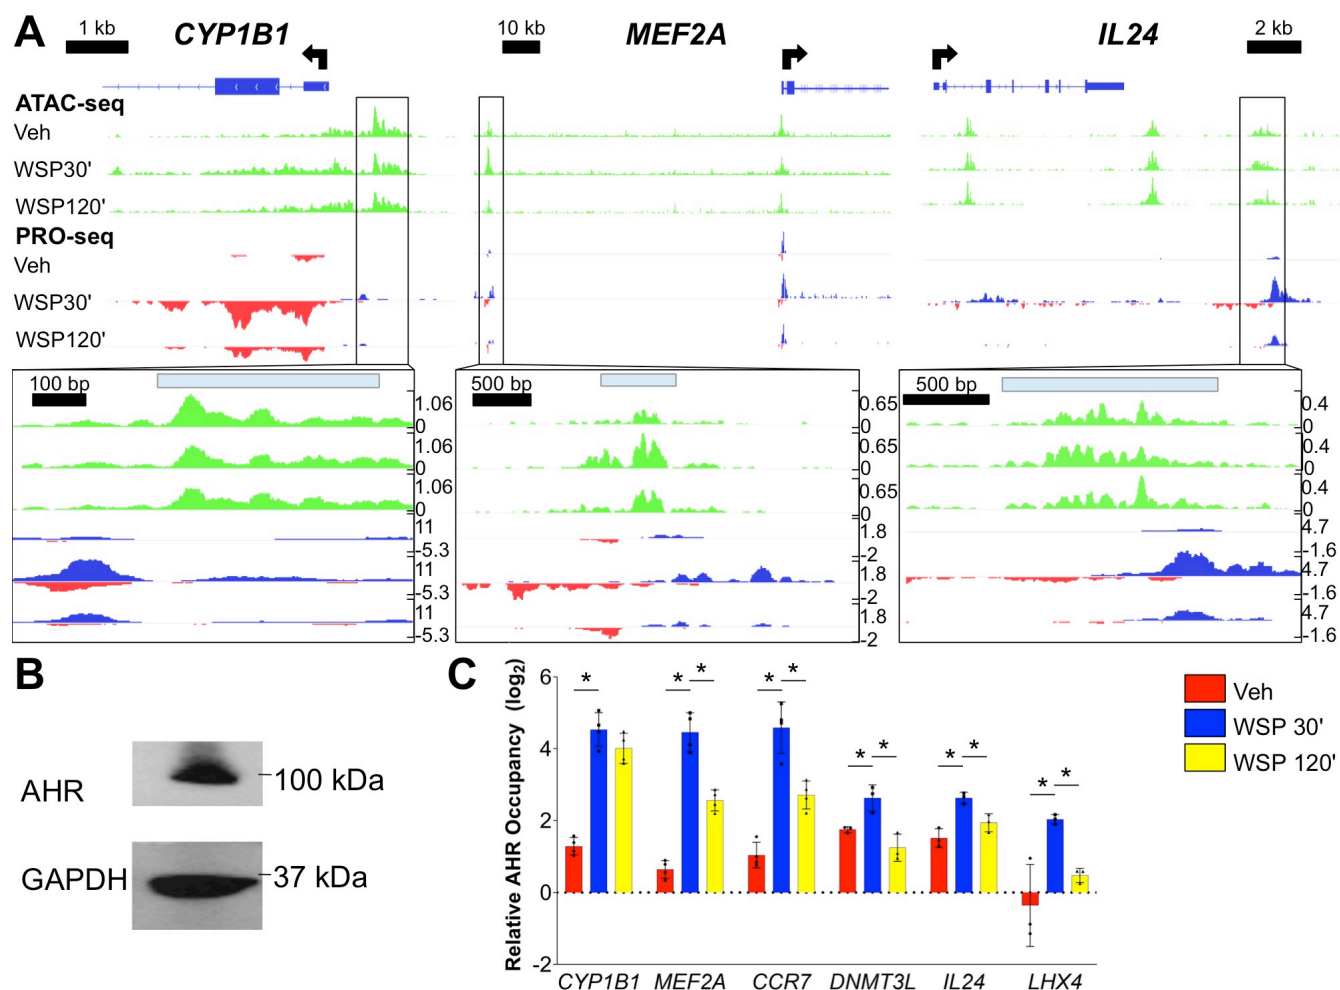 A
1 kb
CYP1B1
10 kb
MEF2A
IL24
2 kb
ATAC-seq
Veh
WSP30'
WSP120'
PRO-seq
Veh
WSP30'
WSP120'
100 bp
1.06
0
1.06
0
1.06
0
11
-5.3
11
-5.3
11
-5.3
500 bp
0.65
0
0.65
0
0.65
0
1.8
-2
1.8
-2
1.8
-2
500 bp
0.4
0
0.4
0
0.4
0
4.7
-1.6
4.7
-1.6
4.7
-1.6
B
AHR
100 kDa
GAPDH
37 kDa
C
Relative AHR Occupancy (log2)
6
4
2
0
-2
* * * * * * * * * * *
CYP1B1 MEF2A CCR7 DNMT3L IL24 LHX4
Veh
WSP 30'
WSP 120'